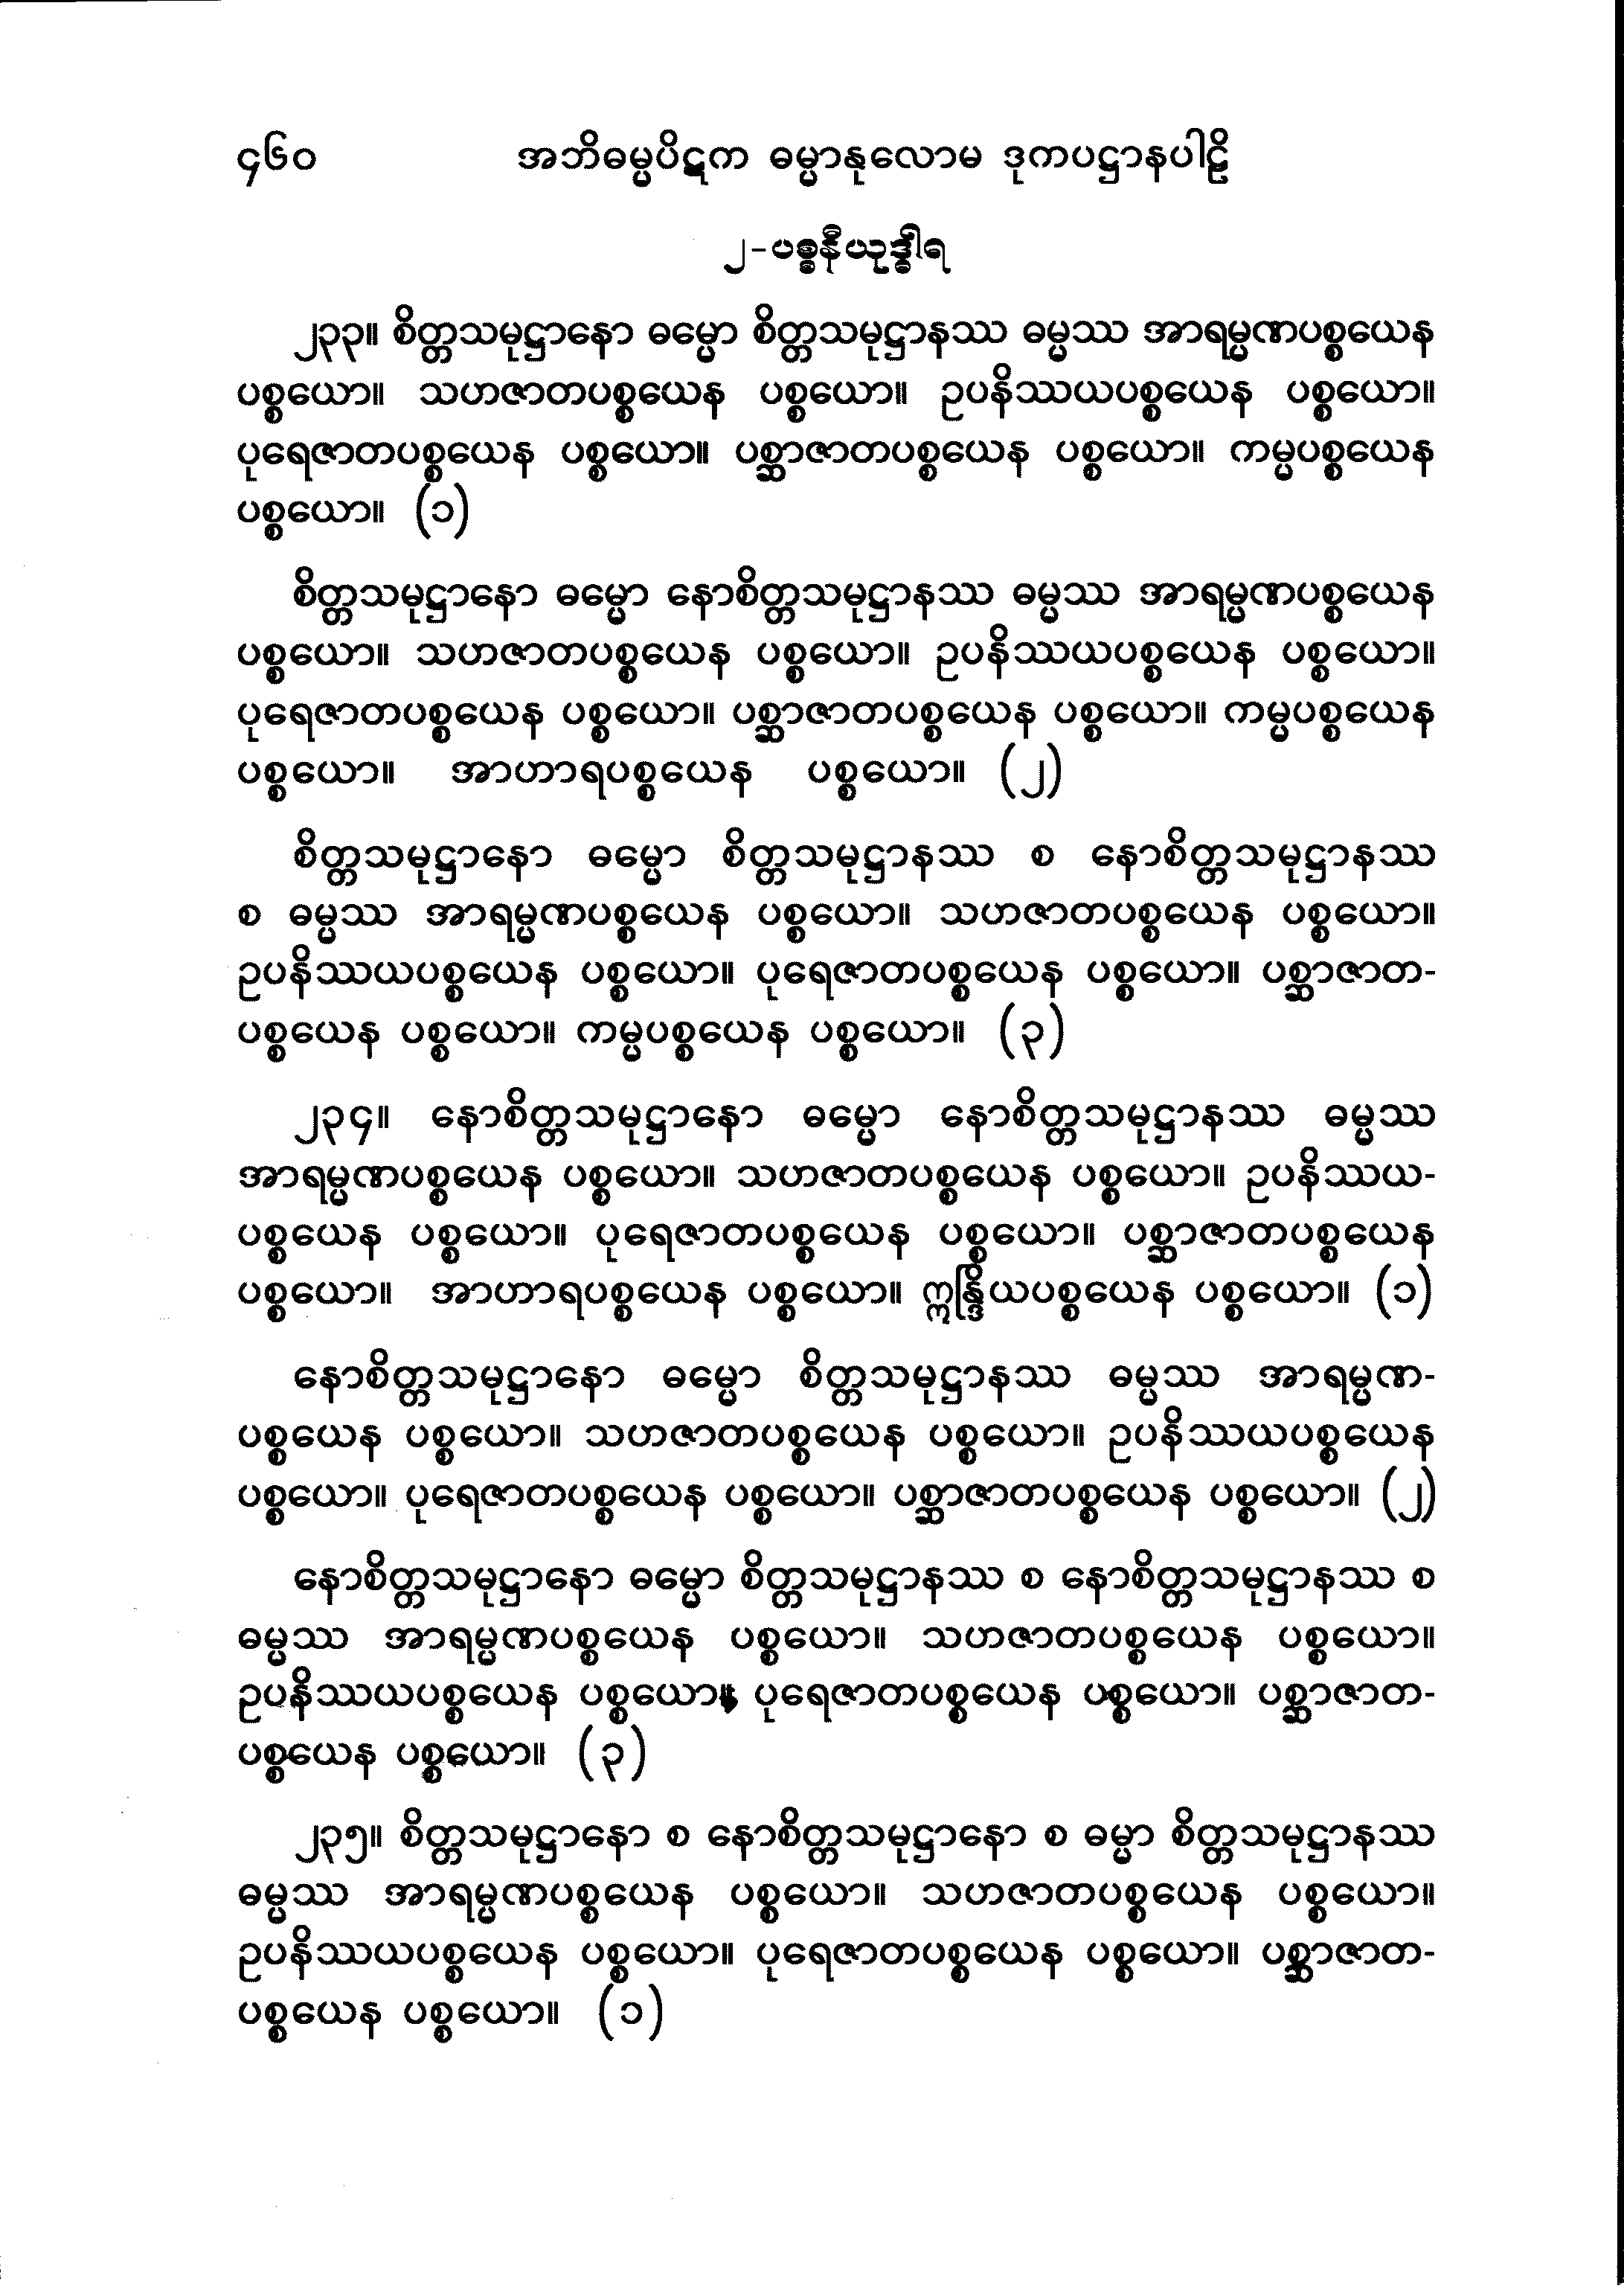 ၄၆၀ အဘိဓမ္မပိဋက ဓမ္မာနုလောမ ဒုကပဋ္ဌာနပါဠိ
၂-ပစ္စနီယုဒ္ဓါရ
၂၃၃။ စိတ္တသမုဋ္ဌာနော ဓမ္မော စိတ္တသမုဋ္ဌာနဿ ဓမ္မဿ အာရမ္မဏပစ္စယေန
ပစ္စယော။ သဟဇာတပစ္စယေန ပစ္စယော။ ဥပနိဿယပစ္စယေန ပစ္စယော။
ပုရေဇာတပစ္စယေန ပစ္စယော။ ပစ္ဆာဇာတပစ္စယေန ပစ္စယော။ ကမ္မပစ္စယေန
ပစ္စယော။ (၁)
စိတ္တသမုဋ္ဌာနော ဓမ္မော နောစိတ္တသမုဋ္ဌာနဿ ဓမ္မဿ အာရမ္မဏပစ္စယေန
ပစ္စယော။ သဟဇာတပစ္စယေန ပစ္စယော။ ဥပနိဿယပစ္စယေန ပစ္စယော။
ပုရေဇာတပစ္စယေန ပစ္စယော။ ပစ္ဆာဇာတပစ္စယေန ပစ္စယော။ ကမ္မပစ္စယေန
ပစ္စယော။ အာဟာရပစ္စယေန ပစ္စယော။ (၂)
စိတ္တသမုဋ္ဌာနော ဓမ္မော စိတ္တသမုဋ္ဌာနဿ စ နောစိတ္တသမုဋ္ဌာနဿ
စ ဓမ္မဿ အာရမ္မဏပစ္စယေန ပစ္စယော။ သဟဇာတပစ္စယေန ပစ္စယော။
ဥပနိဿယပစ္စယေန ပစ္စယော။ ပုရေဇာတပစ္စယေန ပစ္စယော။ ပစ္ဆာဇာတ-
ပစ္စယေန ပစ္စယော။ ကမ္မပစ္စယေန ပစ္စယော။ (၃)
၂၃၄။ နောစိတ္တသမုဋ္ဌာနော ဓမ္မော နောစိတ္တသမုဋ္ဌာနဿ ဓမ္မဿ
အာရမ္မဏပစ္စယေန ပစ္စယော။ သဟဇာတပစ္စယေန ပစ္စယော။ ဥပနိဿယ-
ပစ္စယေန ပစ္စယော။ ပုရေဇာတပစ္စယေန ပစ္စယော။ ပစ္ဆာဇာတပစ္စယေန
ပစ္စယော။ အာဟာရပစ္စယေန ပစ္စယော။ ဣန္ဒြိယပစ္စယေန ပစ္စယော။ (၁)
နောစိတ္တသမုဋ္ဌာနော ဓမ္မော စိတ္တသမုဋ္ဌာနဿ ဓမ္မဿ အာရမ္မဏ-
ပစ္စယေန ပစ္စယော။ သဟဇာတပစ္စယေန ပစ္စယော။ ဥပနိဿယပစ္စယေန
ပစ္စယော။ ပုရေဇာတပစ္စယေန ပစ္စယော။ ပစ္ဆာဇာတပစ္စယေန ပစ္စယော။ (၂)
နောစိတ္တသမုဋ္ဌာနော ဓမ္မော စိတ္တသမုဋ္ဌာနဿ စ နောစိတ္တသမုဋ္ဌာနဿ စ
ဓမ္မဿ အာရမ္မဏပစ္စယေန ပစ္စယော။ သဟဇာတပစ္စယေန ပစ္စယော။
ဥပနိဿယပစ္စယေန ပစ္စယော။ ပုရေဇာတပစ္စယေန ပစ္စယော။ ပစ္ဆာဇာတ-
ပစ္စယေန ပစ္စယော။ (၃)
၂၃၅။ စိတ္တသမုဋ္ဌာနော စ နောစိတ္တသမုဋ္ဌာနော စ ဓမ္မာ စိတ္တသမုဋ္ဌာနဿ
ဓမ္မဿ အာရမ္မဏပစ္စယေန ပစ္စယော။ သဟဇာတပစ္စယေန ပစ္စယော။
ဥပနိဿယပစ္စယေန ပစ္စယော။ ပုရေဇာတပစ္စယေန ပစ္စယော။ ပစ္ဆာဇာတ-
ပစ္စယေန ပစ္စယော။ (၁)